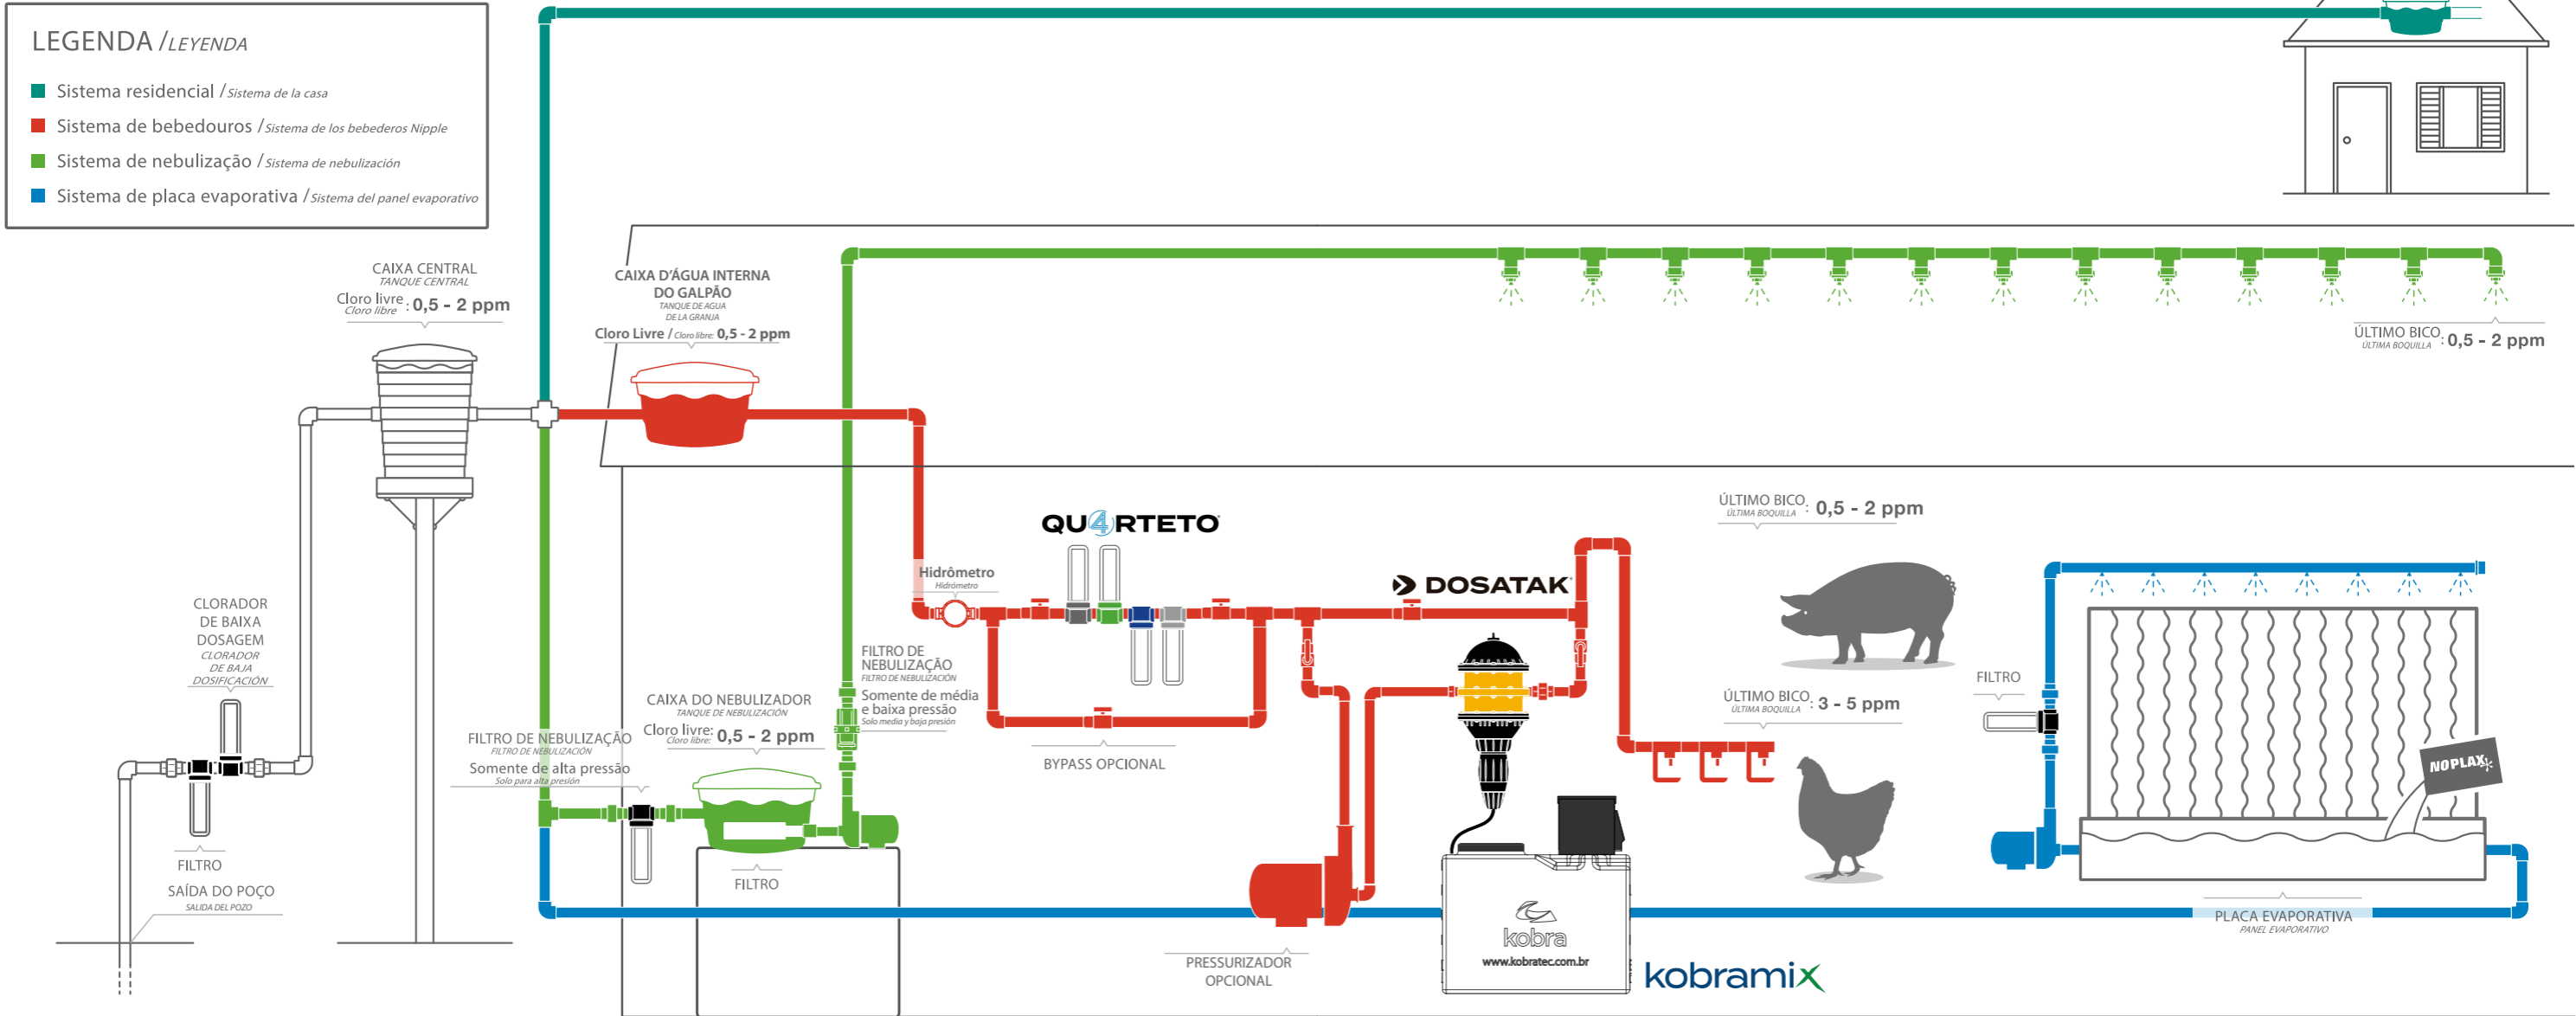 LEGENDA /LEYENDA
Sistema residencial /Sistema de la casa
Sistema de bebedouros /Sistema de los bebederos Nipple
Sistema de nebulização /Sistema de nebulización
Sistema de placa evaporativa /Sistema del panel evaporativo
CAIXA CENTRAL
TANQUE CENTRAL
Cloro livre : 0,5 - 2 ppm
Cloro libre
CAIXA D'ÁGUA INTERNA
DO GALPÃO
TANQUE DE AGUA
DE LA GRANJA
Cloro Livre /Cloro libre: 0,5 - 2 ppm
ÚLTIMO BICO : 0,5 - 2 ppm
ÚLTIMA BOQUILLA
CLORADOR
DE BAIXA
DOSAGEM
CLORADOR
DE BAJA
DOSIFICACIÓN
FILTRO
SAÍDA DO POÇO
SALIDA DEL POZO
FILTRO DE NEBULIZAÇÃO
FILTRO DE NEBULIZACIÓN
Somente de alta pressão
Solo para alta presión
CAIXA DO NEBULIZADOR
TANQUE DE NEBULIZACIÓN
Cloro livre: 0,5 - 2 ppm
Cloro libre:
FILTRO
FILTRO DE
NEBULIZAÇÃO
FILTRO DE NEBULIZACIÓN
Somente de média
e baixa pressão
Solo media y baja presión
Hidrômetro
Hidrómetro
QU4RTETO
BYPASS OPCIONAL
DOSATAK
PRESSURIZADOR
OPCIONAL
kobra
www.kobratec.com.br
kobramix
ÚLTIMO BICO : 0,5 - 2 ppm
ÚLTIMA BOQUILLA
ÚLTIMO BICO : 3 - 5 ppm
ÚLTIMA BOQUILLA
FILTRO
NOPLAX
PLACA EVAPORATIVA
PANEL EVAPORATIVO